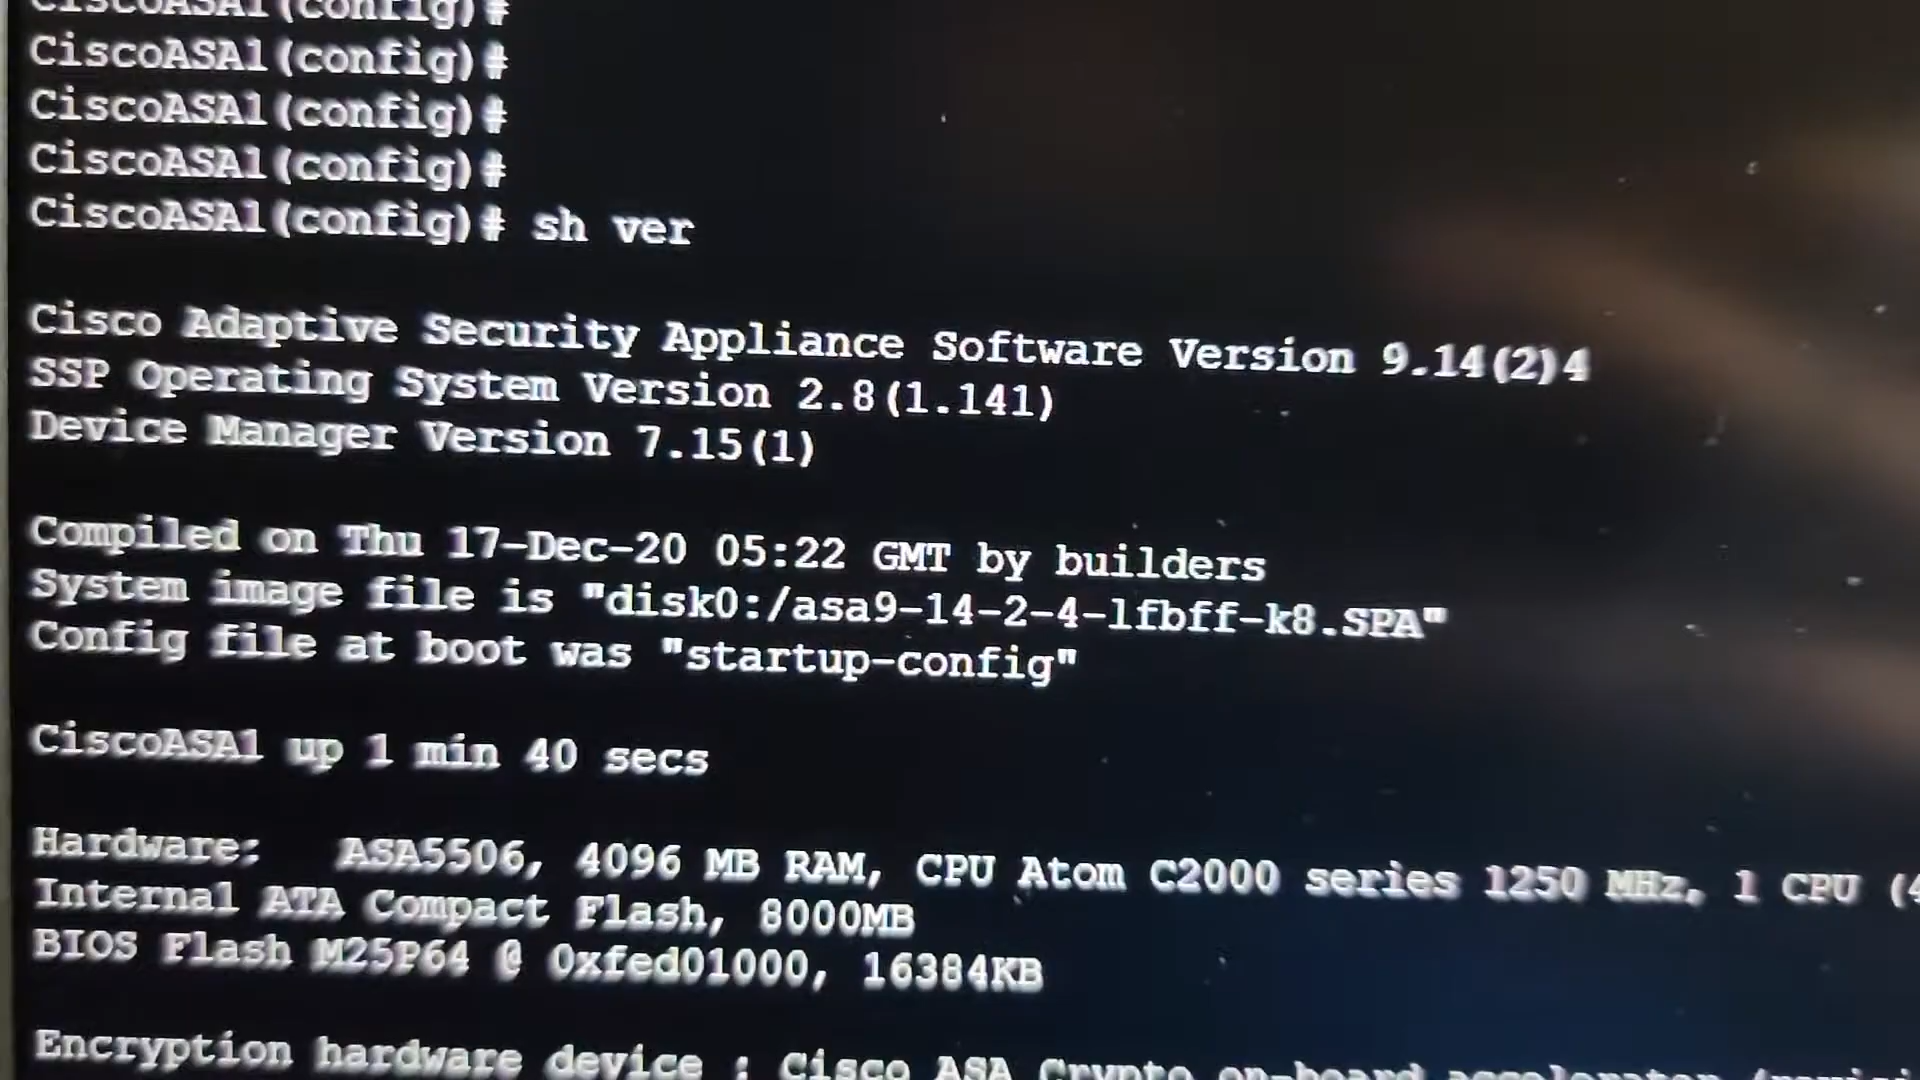 CiscoASA1(config)#
CiscoASA1(config)#
CiscoASA1(config)#
CiscoASA1(config)#
CiscoASA1(config)# sh ver
Cisco Adaptive Security Appliance Software Version 9.14(2)4
SSP Operating System Version 2.8(1.141)
Device Manager Version 7.15(1)
Compiled on Thu 17-Dec-20 05:22 GMT by builders
System image file is "disk0:/asa9-14-2-4-lfbff-k8.SPA"
Config file at boot was "startup-config"
CiscoASA1 up 1 min 40 secs
Hardware:   ASA5506, 4096 MB RAM, CPU Atom C2000 series 1250 MHz, 1 CPU (4
Internal ATA Compact Flash, 8000MB
BIOS Flash M25P64 @ 0xfed01000, 16384KB
Encryption hardware device : Cisco ASA Crypto on-board accelerator